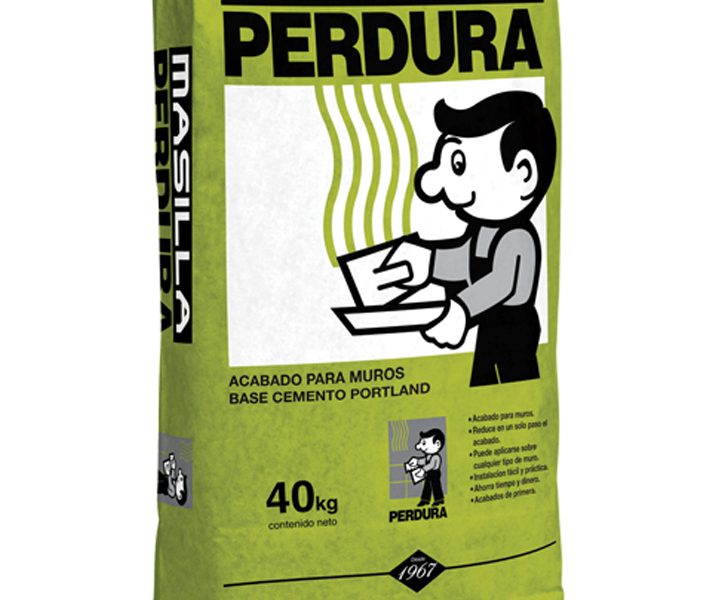 PERDURA
MASILLA
PERDURA
ACABADO PARA MUROS
BASE CEMENTO PORTLAND
• Acabado para muros.
• Reduce en un solo paso el
acabado.
• Puede aplicarse sobre
cualquier tipo de muro.
• Instalacion fácil y práctica.
• Ahorra tiempo y dinero.
• Acabados de primera.
40kg
contenido neto
PERDURA
Desde
1967